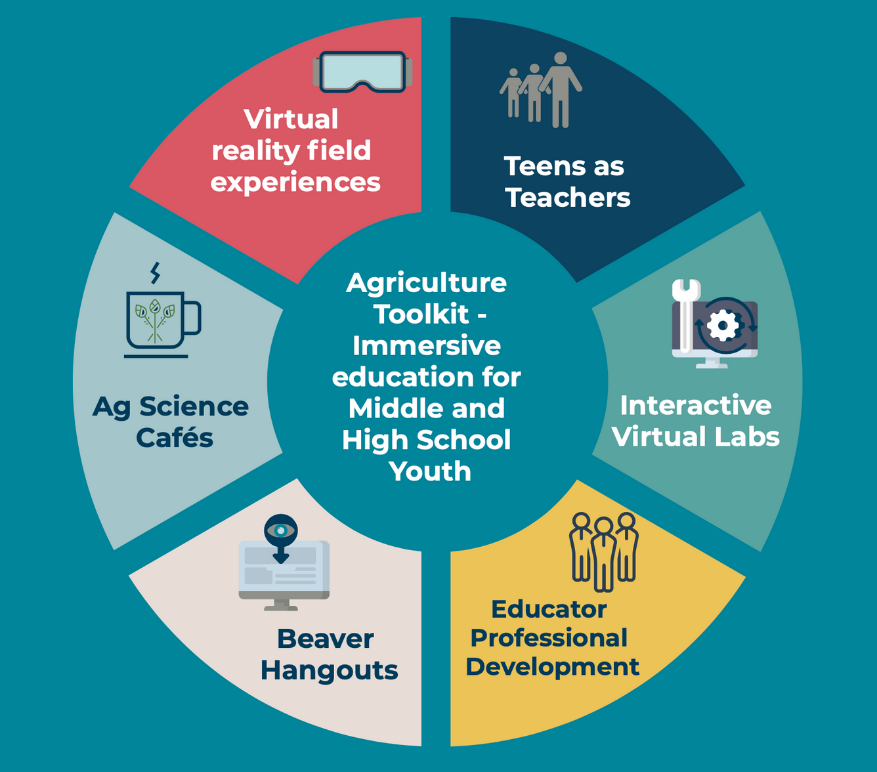 Virtual
reality field
experiences
Teens as
Teachers
Agriculture
Toolkit -
Immersive
education for
Middle and
High School
Youth
Ag Science
Cafés
Interactive
Virtual Labs
Beaver
Hangouts
Educator
Professional
Development